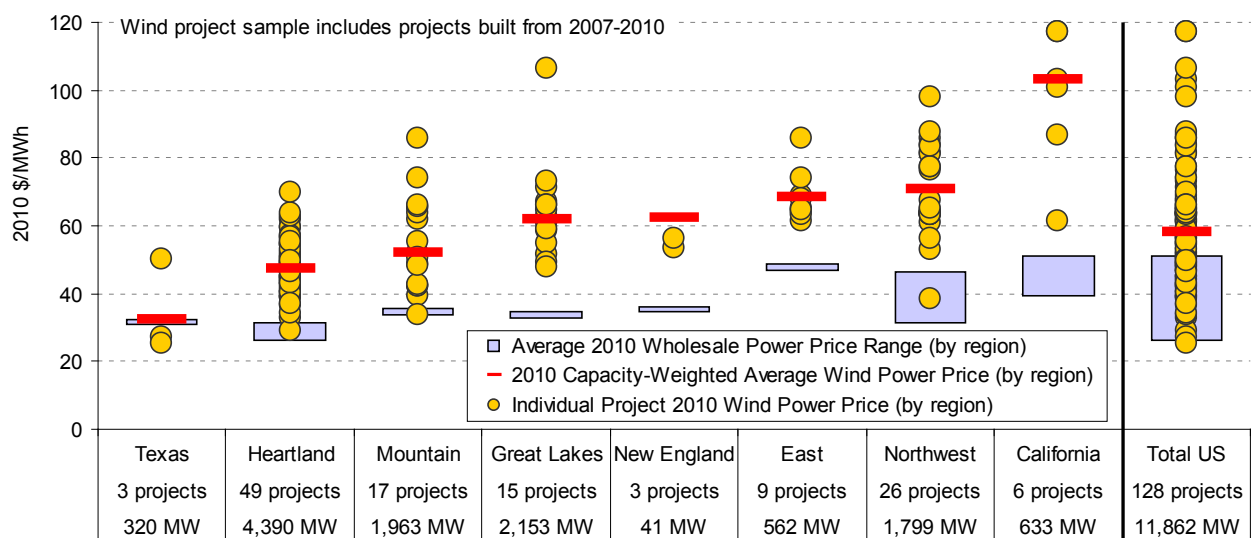 Wind project sample includes projects built from 2007-2010
2010 $/MWh
120
100
80
60
40
20
0
Average 2010 Wholesale Power Price Range (by region)
2010 Capacity-Weighted Average Wind Power Price (by region)
Individual Project 2010 Wind Power Price (by region)
Texas Heartland Mountain Great Lakes New England East Northwest California Total US
3 projects 49 projects 17 projects 15 projects 3 projects 9 projects 26 projects 6 projects 128 projects
320 MW 4,390 MW 1,963 MW 2,153 MW 41 MW 562 MW 1,799 MW 633 MW 11,862 MW